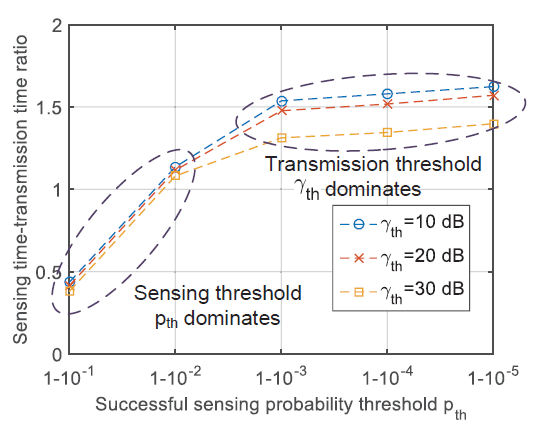 Sensing time-transmission time ratio
2
1.5
1
0.5
0
Transmission threshold
γth dominates
Sensing threshold
pth dominates
γth=10 dB
γth=20 dB
γth=30 dB
1-10-1 1-10-2 1-10-3 1-10-4 1-10-5
Successful sensing probability threshold pth